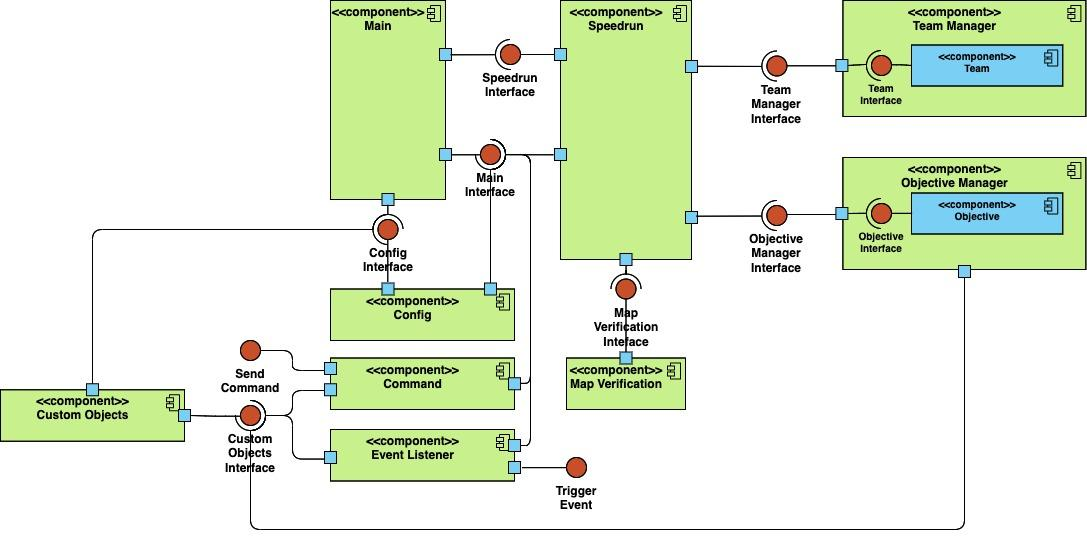 <<component>>
Main
<<component>>
Speedrun
<<component>>
Team Manager
<<component>>
Team
Team
Interface
Speedrun
Interface
Team
Manager
Interface
Main
Interface
<<component>>
Objective Manager
<<component>>
Objective
Objective
Interface
Objective
Manager
Interface
Config
Interface
<<component>>
Config
Map
Verification
Inteface
Send
Command
<<component>>
Command
<<component>>
Map Verification
<<component>>
Custom Objects
Custom
Objects
Interface
<<component>>
Event Listener
Trigger
Event